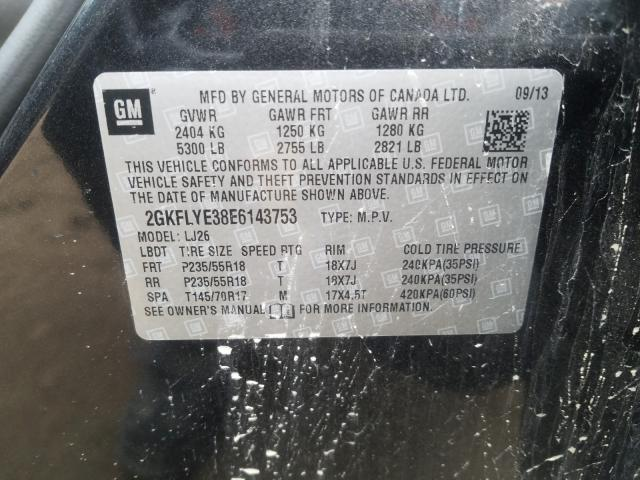 GM
MFD BY GENERAL MOTORS OF CANADA LTD. 09/13
GVWR GAWR FRT GAWR RR
2404 KG 1250 KG 1280 KG
5300 LB 2755 LB 2821 LB
THIS VEHICLE CONFORMS TO ALL APPLICABLE U.S. FEDERAL MOTOR
VEHICLE SAFETY AND THEFT PREVENTION STANDARDS IN EFFECT ON
THE DATE OF MANUFACTURE SHOWN ABOVE.
2GKFLYE38E6143753 TYPE: M.P.V.
MODEL: LJ26
LBDT TIRE SIZE SPEED RTG RIM COLD TIRE PRESSURE
FRT P235/55R18 T 18X7J 240KPA(35PSI)
RR P235/55R18 T 18X7J 240KPA(35PSI)
SPA T145/70R17 M 17X4.5T 420KPA(60PSI)
SEE OWNER'S MANUAL FOR MORE INFORMATION.